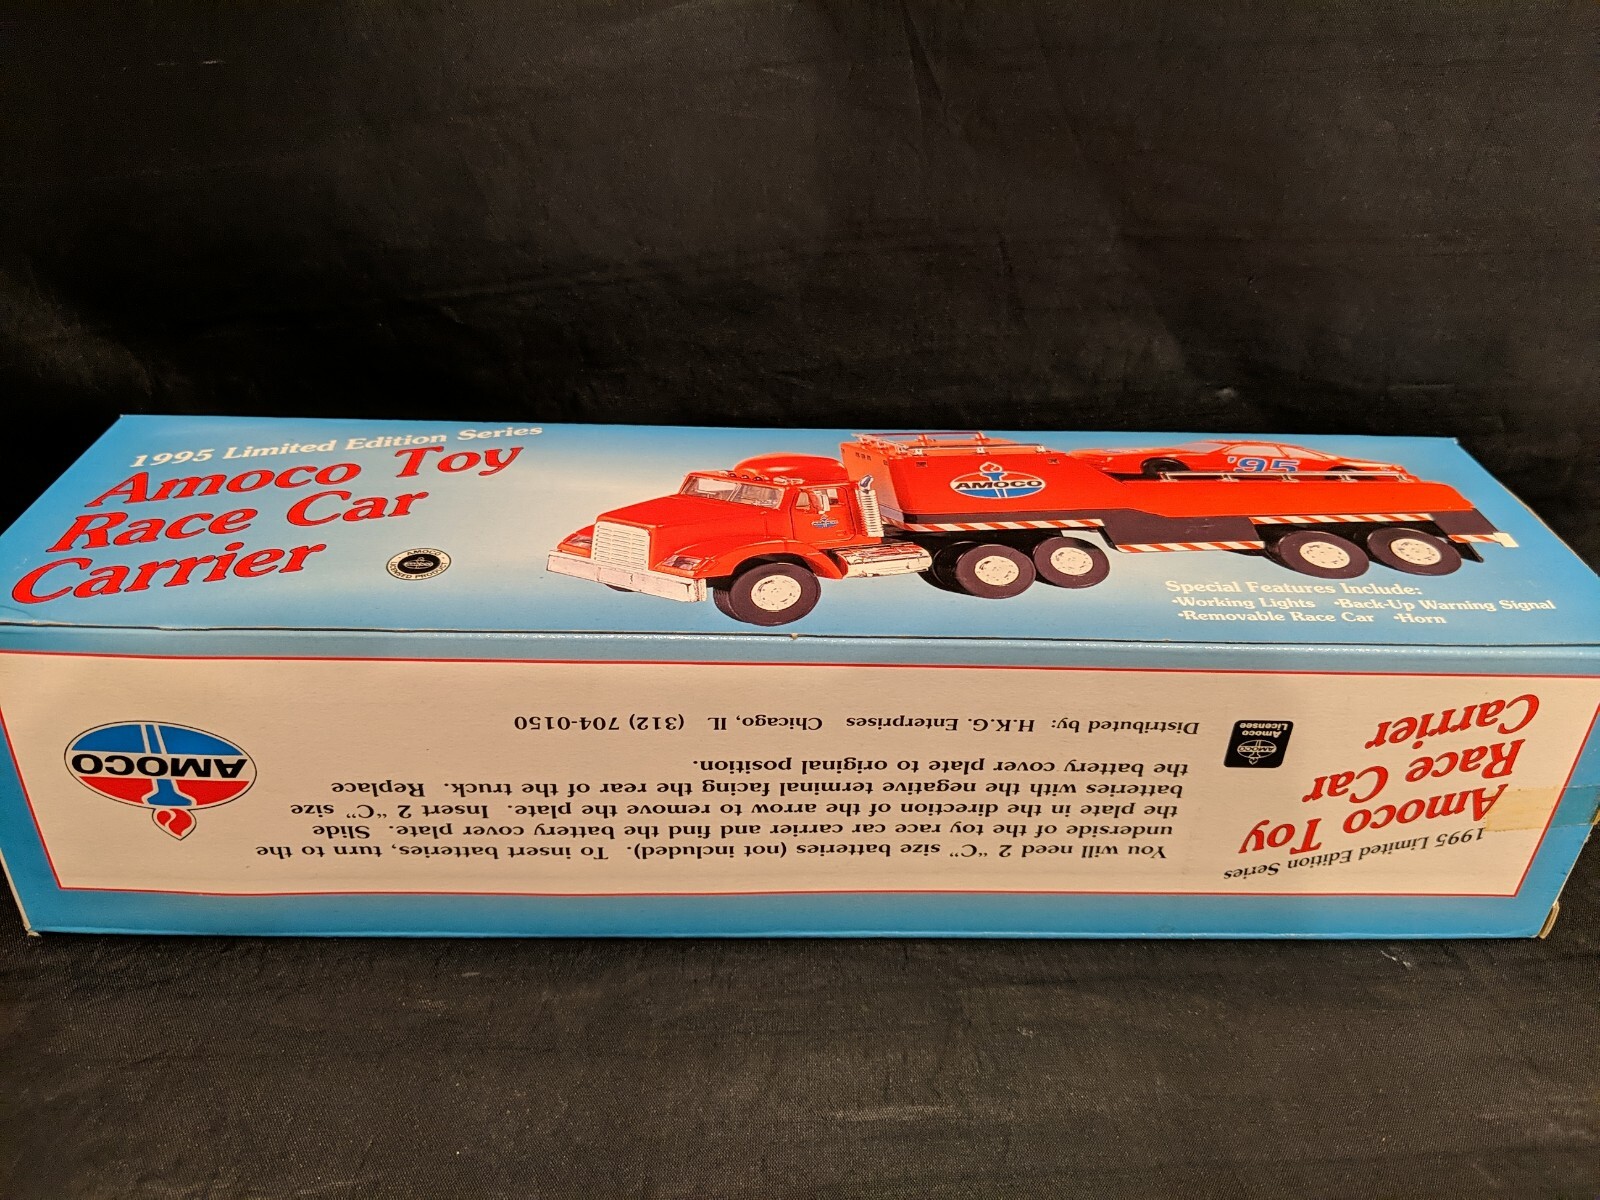 1995 Limited Edition Series
Amoco Toy
Race Car
Carrier
AMOCO
LICENSED PRODUCT
AMOCO
'95
Special Features Include:
•Working Lights •Back-Up Warning Signal
•Removable Race Car •Horn
1995 Limited Edition Series
Amoco Toy
Race Car
Carrier
You will need 2 “C” size batteries (not included). To insert batteries, turn to the
underside of the toy race car carrier and find the battery cover plate. Slide
the plate in the direction of the arrow to remove the plate. Insert 2 “C” size
batteries with the negative terminal facing the rear of the truck. Replace
the battery cover plate to original position.
Distributed by: H.K.G. Enterprises Chicago, IL (312) 704-0150
AMOCO
Amoco
Licensee
AMOCO